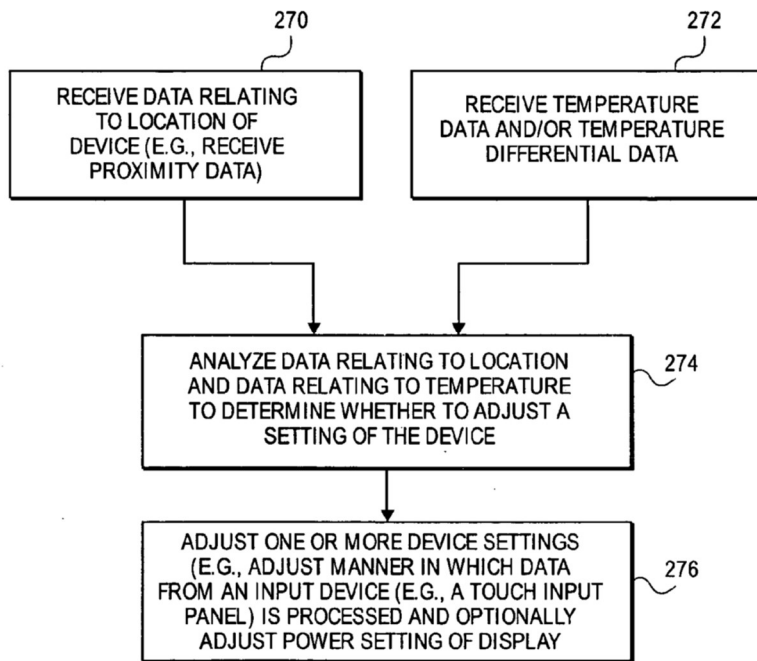 270
272
RECEIVE DATA RELATING
TO LOCATION OF
DEVICE (E.G., RECEIVE
PROXIMITY DATA)
RECEIVE TEMPERATURE
DATA AND/OR TEMPERATURE
DIFFERENTIAL DATA
ANALYZE DATA RELATING TO LOCATION
AND DATA RELATING TO TEMPERATURE
TO DETERMINE WHETHER TO ADJUST A
SETTING OF THE DEVICE
274
ADJUST ONE OR MORE DEVICE SETTINGS
(E.G., ADJUST MANNER IN WHICH DATA
FROM AN INPUT DEVICE (E.G., A TOUCH INPUT
PANEL) IS PROCESSED AND OPTIONALLY
ADJUST POWER SETTING OF DISPLAY
276